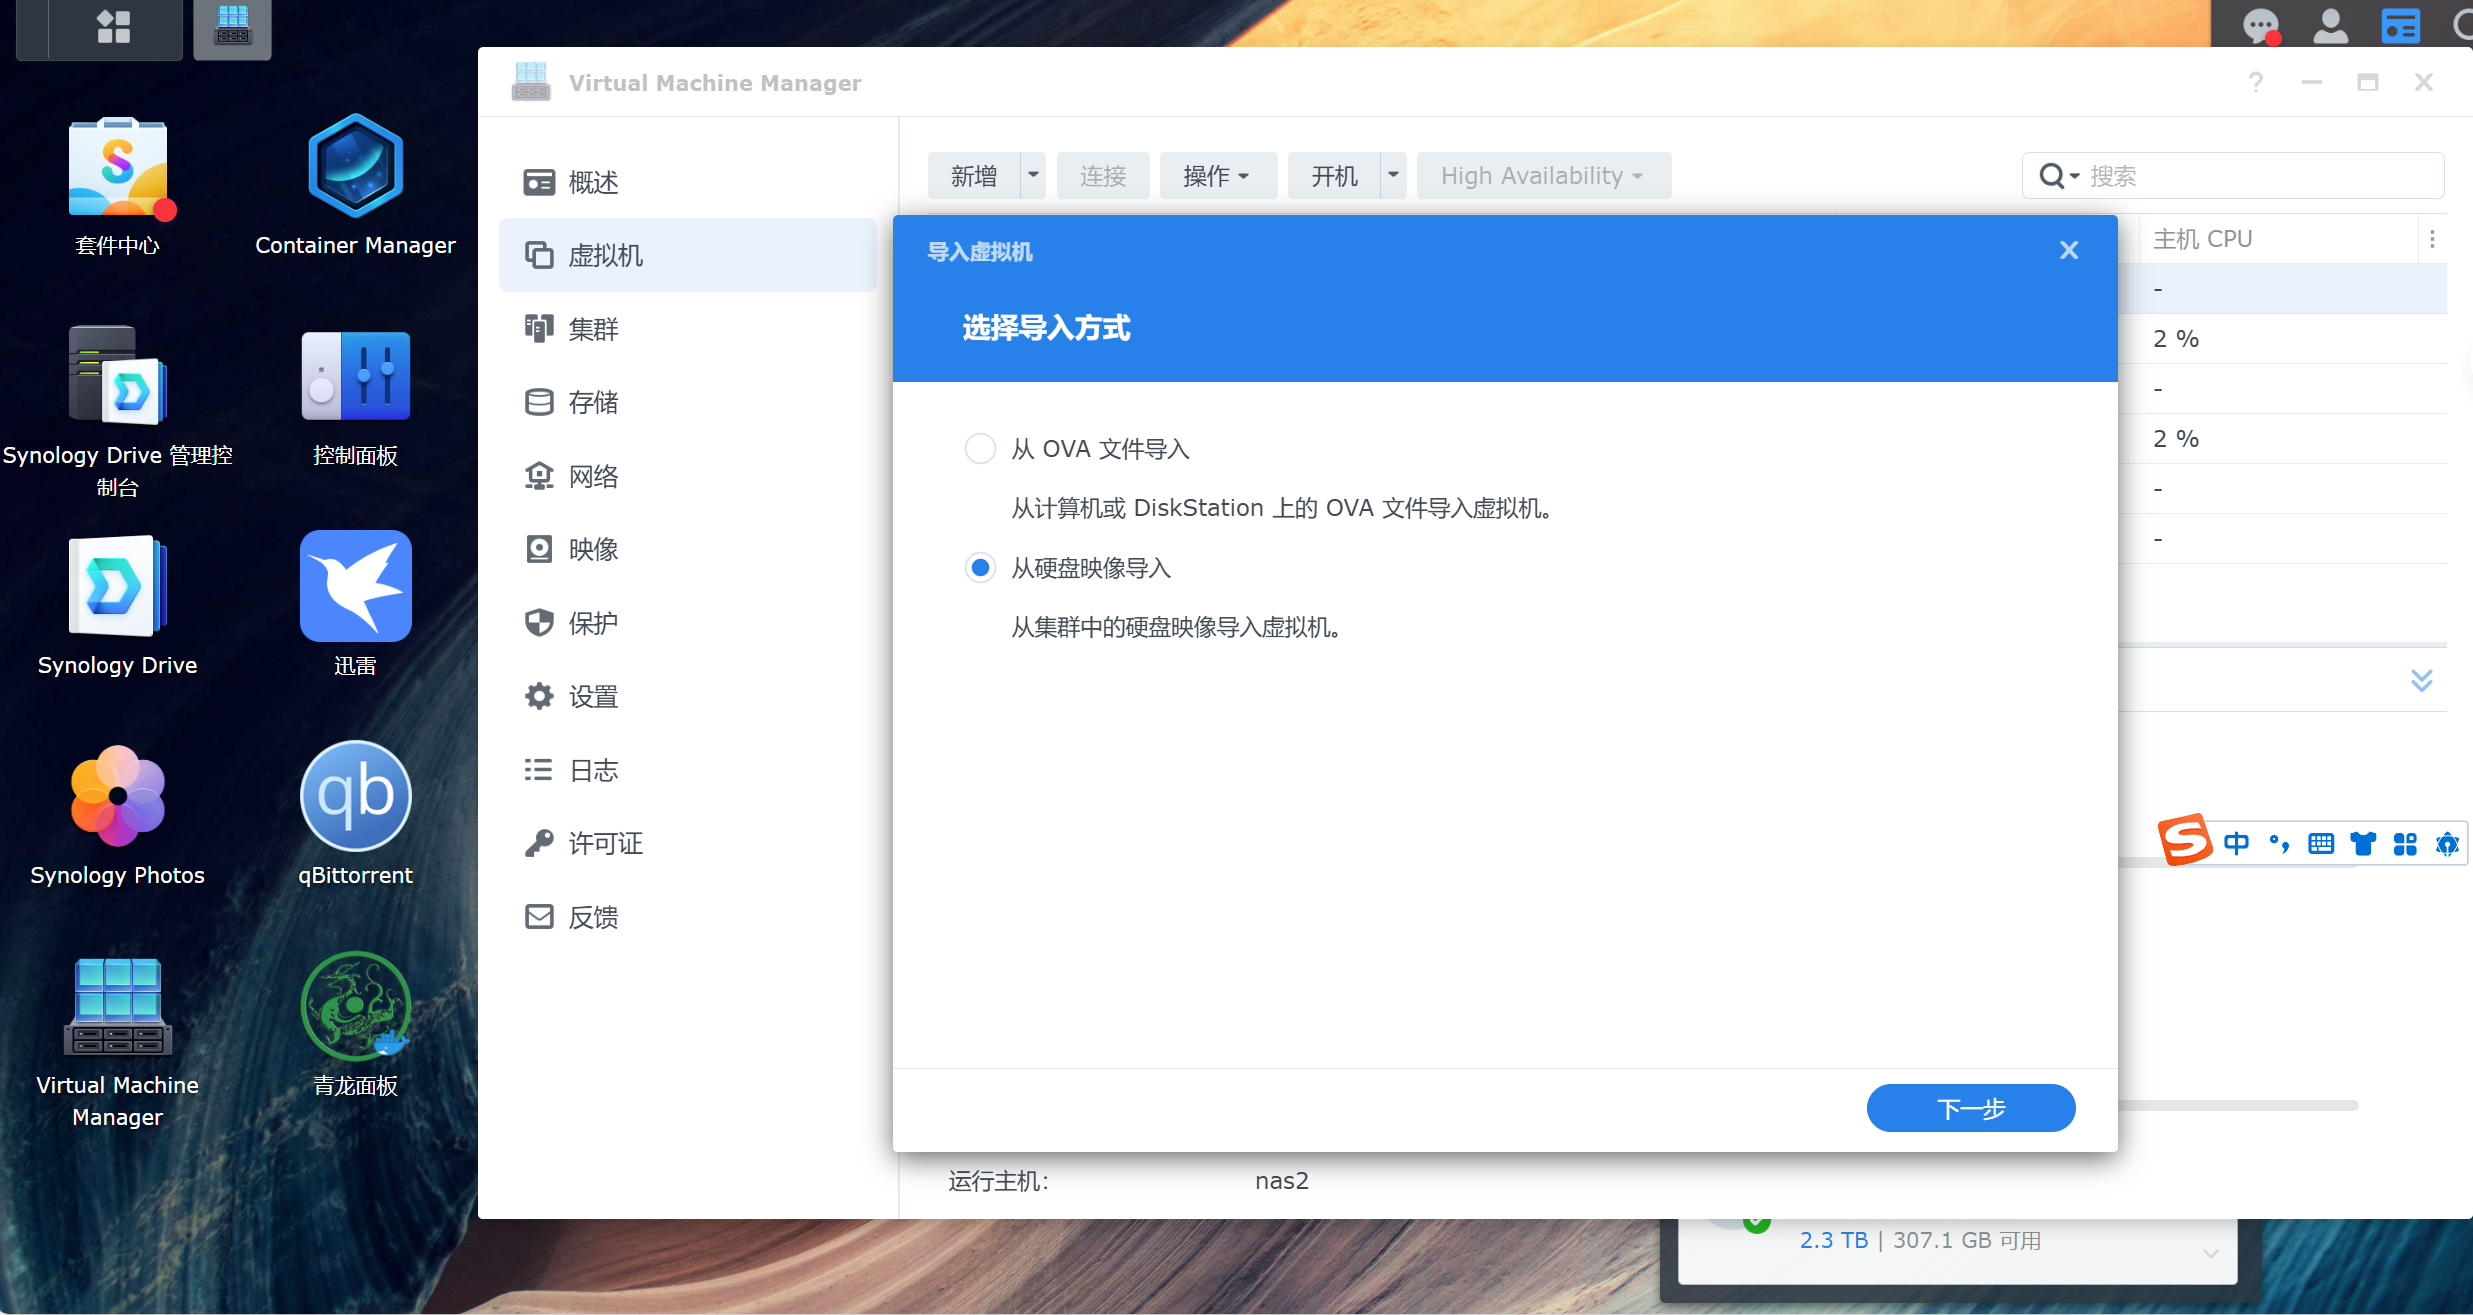 Virtual Machine Manager
套件中心
Container Manager
Synology Drive 管理控
制台
控制面板
Synology Drive
迅雷
Synology Photos
qb
qBittorrent
Virtual Machine
Manager
青龙面板
概述
虚拟机
集群
存储
网络
映像
保护
设置
日志
许可证
反馈
新增
连接
操作
开机
High Availability
搜索
主机 CPU
-
2 %
-
2 %
-
-
导入虚拟机
选择导入方式
从 OVA 文件导入
从计算机或 DiskStation 上的 OVA 文件导入虚拟机。
从硬盘映像导入
从集群中的硬盘映像导入虚拟机。
下一步
中
运行主机:
nas2
2.3 TB | 307.1 GB 可用